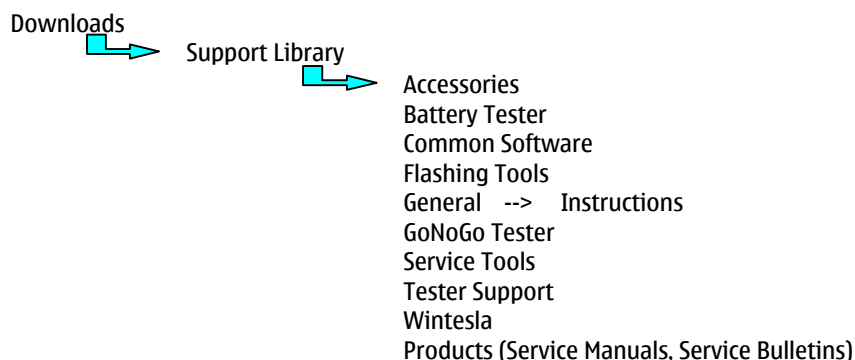 Downloads
Support Library
Accessories
Battery Tester
Common Software
Flashing Tools
General --> Instructions
GoNoGo Tester
Service Tools
Tester Support
Wintesla
Products (Service Manuals, Service Bulletins)